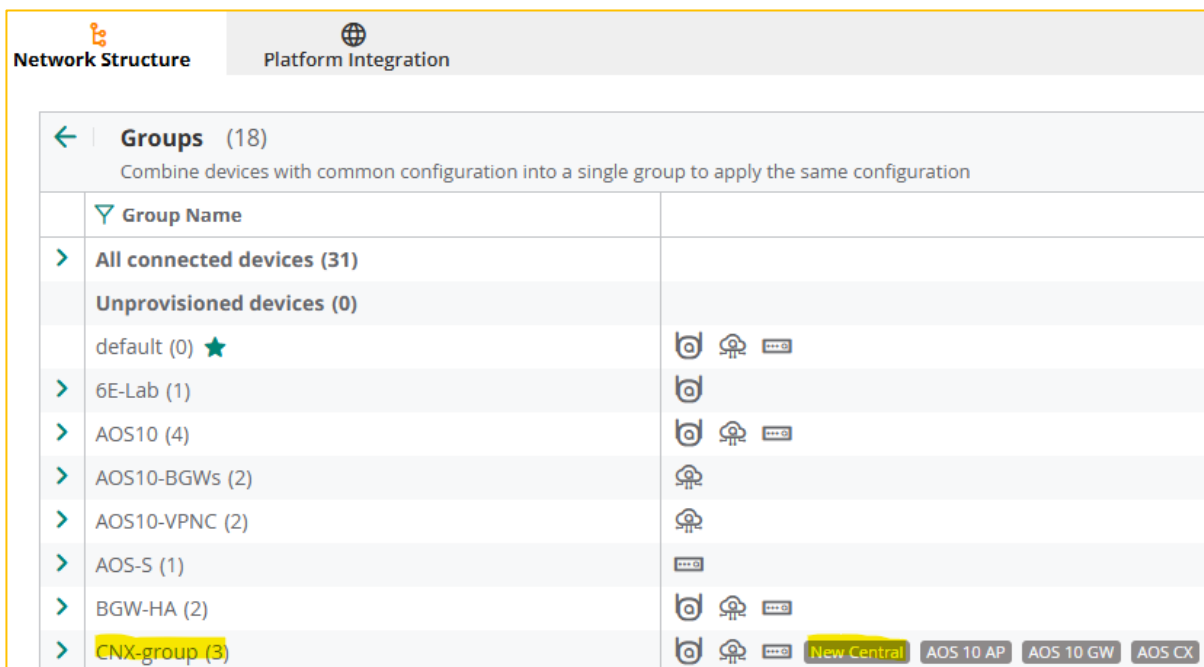 Network Structure
Platform Integration
Groups (18)
Combine devices with common configuration into a single group to apply the same configuration
Group Name
All connected devices (31)
Unprovisioned devices (0)
default (0)
6E-Lab (1)
AOS10 (4)
AOS10-BGWs (2)
AOS10-VPNC (2)
AOS-S (1)
BGW-HA (2)
CNX-group (3) New Central AOS 10 AP AOS 10 GW AOS CX